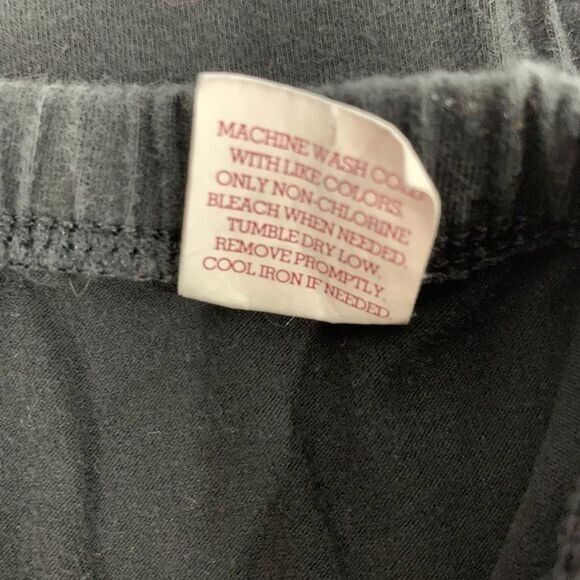 MACHINE WASH COLD
WITH LIKE COLORS.
ONLY NON-CHLORINE
BLEACH WHEN NEEDED.
TUMBLE DRY LOW.
REMOVE PROMPTLY.
COOL IRON IF NEEDED.